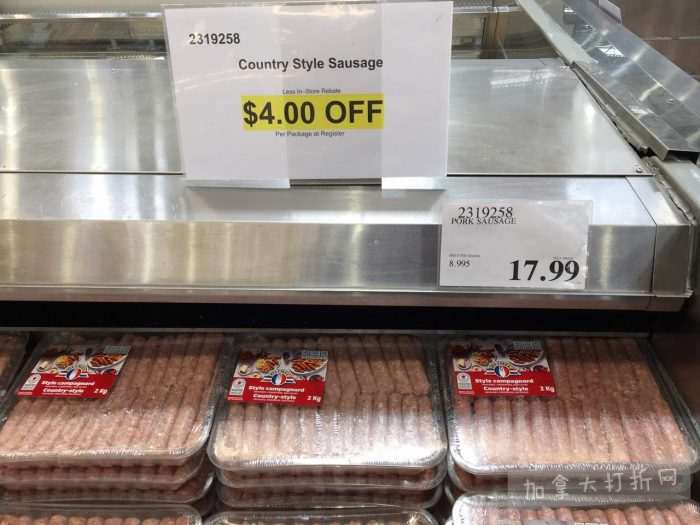 2319258
Country Style Sausage
Less In-Store Rebate
$4.00 OFF
Per Package at Register
2319258
PORK SAUSAGE
8.995
17.99
Style campagnard
Country-style
2 Kg
Style campagnard
Country-style
2 Kg
Style campagnard
Country-style
2 Kg
加拿大打折网